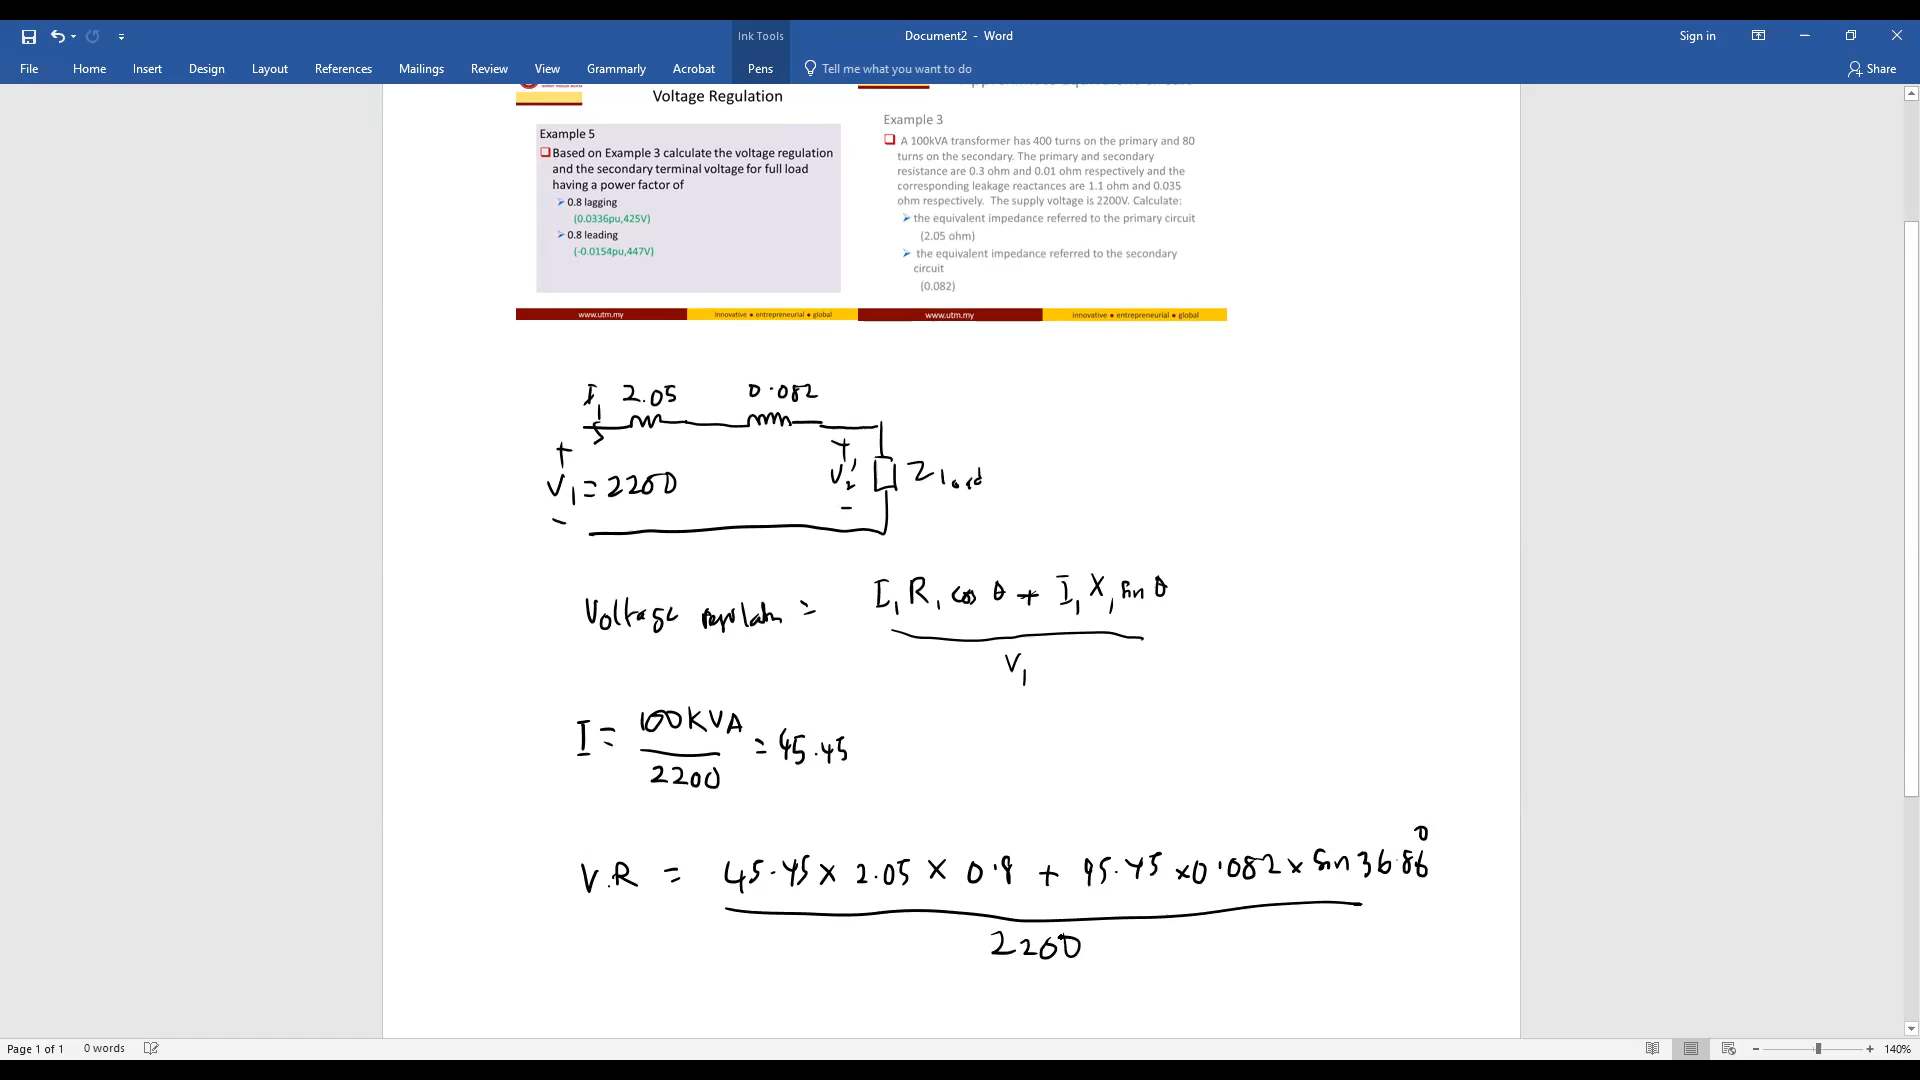 Ink Tools
Document2 - Word
Sign in
File Home Insert Design Layout References Mailings Review View Grammarly Acrobat Pens Tell me what you want to do Share
Voltage Regulation
Example 5
Based on Example 3 calculate the voltage regulation
and the secondary terminal voltage for full load
having a power factor of
0.8 lagging
(0.0336pu,425V)
0.8 leading
(-0.0154pu,447V)
www.utm.my
innovative ● entrepreneurial ● global
Example 3
A 100kVA transformer has 400 turns on the primary and 80
turns on the secondary. The primary and secondary
resistance are 0.3 ohm and 0.01 ohm respectively and the
corresponding leakage reactances are 1.1 ohm and 0.035
ohm respectively. The supply voltage is 2200V. Calculate:
the equivalent impedance referred to the primary circuit
(2.05 ohm)
the equivalent impedance referred to the secondary
circuit
(0.082)
www.utm.my
innovative ● entrepreneurial ● global
I₁ 2.05 0.082
+ +
V₁ = 2200 V₂' Zload
- -
Voltage = I₁ R₁ cos θ + I₁ X₁ sin θ
V₁
I = 100KVA = 45.45
2200
V.R = 45.45 × 2.05 × 0.8 + 45.45 × 0.082 × sin 36.86°
2200
Page 1 of 1 0 words
140%